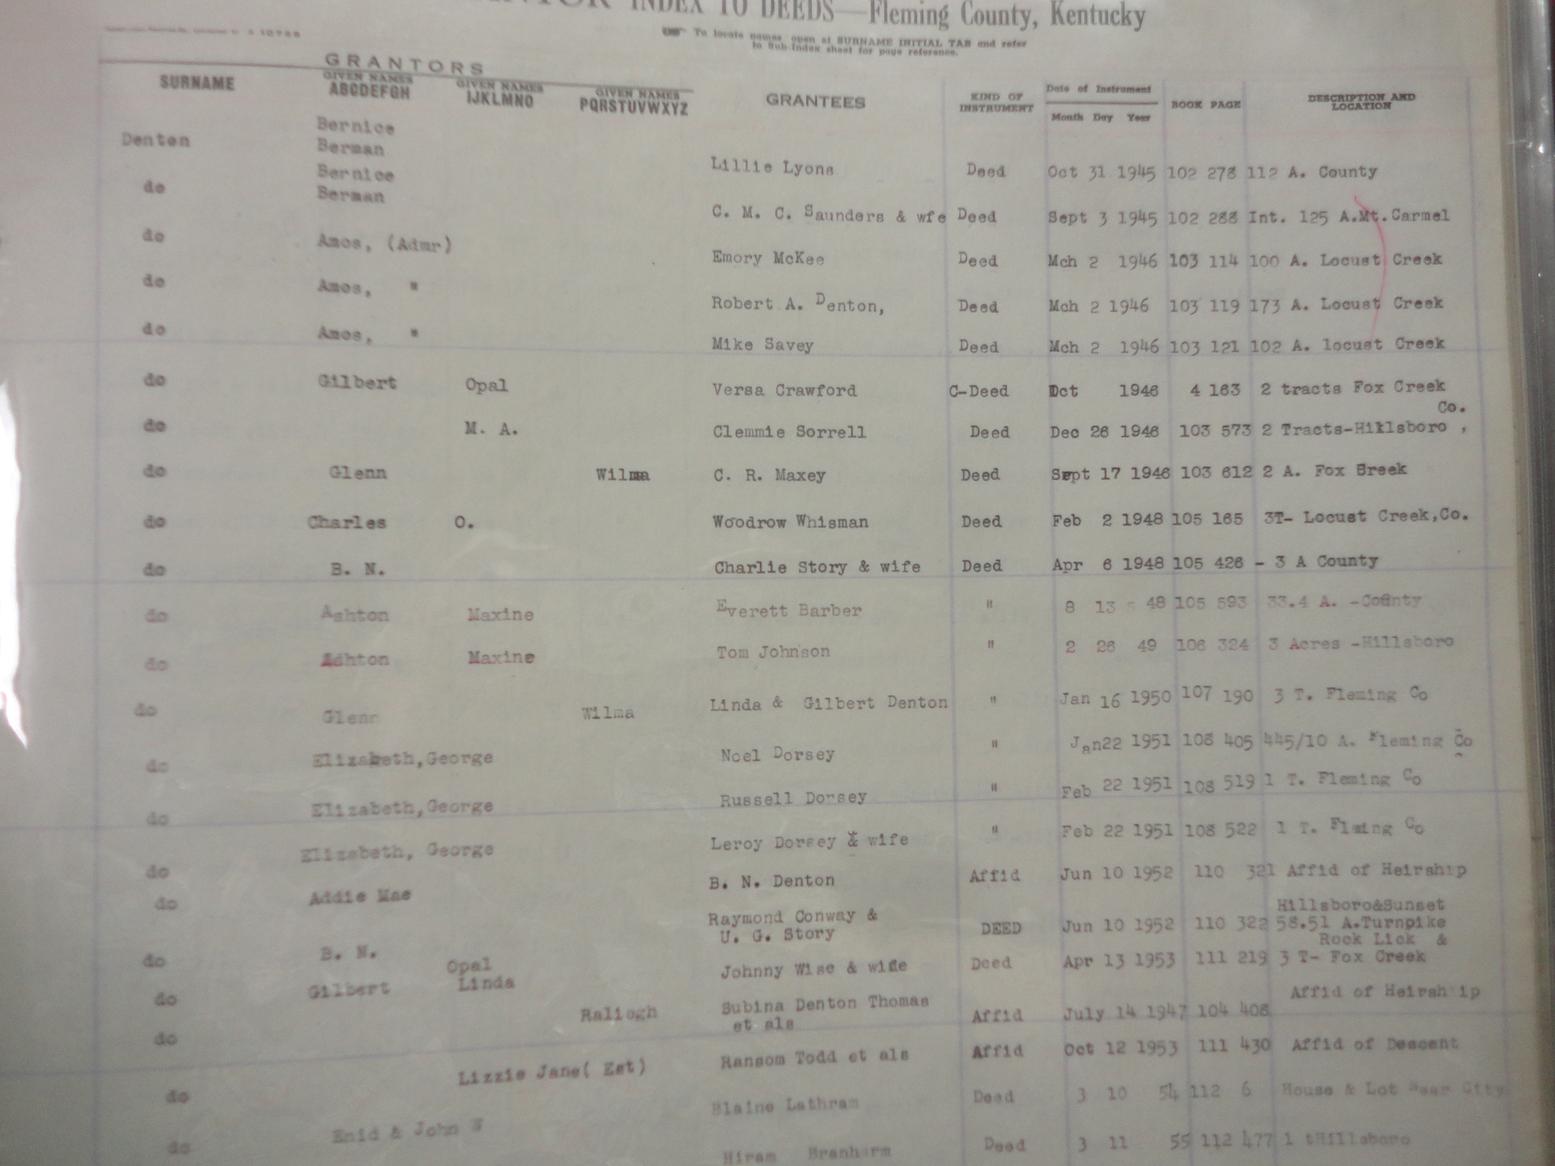 INDEX TO DEEDS—Fleming County, Kentucky
To locate names, open at SURNAME INITIAL TAB and refer
to Sub-Index sheet for page reference.
GRANTORS
SURNAME GIVEN NAMES ABCDEFGH GIVEN NAMES IJKLMNO GIVEN NAMES PQRSTUVWXYZ GRANTEES KIND OF INSTRUMENT Date of Instrument Month Day Year BOOK PAGE DESCRIPTION AND LOCATION
Denton Bernice
Berman Lillie Lyons Deed Oct 31 1945 102 278 112 A. County
do Bernice
Berman C. M. C. Saunders & wfe Deed Sept 3 1945 102 288 Int. 125 A.Mt.Carmel
do Amos, (Admr) Emory McKee Deed Mch 2 1946 103 114 100 A. Locust Creek
do Amos, " Robert A. Denton, Deed Mch 2 1946 103 119 173 A. Locust Creek
do Amos, " Mike Savey Deed Mch 2 1946 103 121 102 A. locust Creek
do Gilbert Opal Versa Crawford C-Deed Oct 1946 4 163 2 tracts Fox Creek
Co.
do M. A. Clemmie Sorrell Deed Dec 26 1946 103 573 2 Tracts-Hillsboro ,
do Glenn Wilma C. R. Maxey Deed Sept 17 1946 103 612 2 A. Fox Breek
do Charles O. Woodrow Whisman Deed Feb 2 1948 105 165 3T- Locust Creek,Co.
do B. N. Charlie Story & wife Deed Apr 6 1948 105 426 - 3 A County
do Ashton Maxine Everett Barber " 8 13 48 105 593 33.4 A. -County
do Ashton Maxine Tom Johnson " 2 26 49 106 324 3 Acres -Hillsboro
do Glenn Wilma Linda & Gilbert Denton " Jan 16 1950 107 190 3 T. Fleming Co
do Elizabeth,George Noel Dorsey " Jan22 1951 108 405 445/10 A. Fleming Co
do Elizabeth,George Russell Dorsey " Feb 22 1951 108 519 1 T. Fleming Co
do Elizabeth, George Leroy Dorsey & wife " Feb 22 1951 108 522 1 T. Flming Co
do Addie Mae B. N. Denton Affid Jun 10 1952 110 321 Affid of Heirship
do B. N. Raymond Conway &
U. G. Story DEED Jun 10 1952 110 322 Hillsboro&Sunset
58.51 A.Turnpike
Rock Lick &
do Gilbert Opal
Linda Johnny Wise & wife Deed Apr 13 1953 111 219 3 T- Fox Creek
do Raliogh Subina Denton Thomas
et als Affid July 14 1947 104 408 Affid of Heirship
do Lizzie Jane( Est) Ransom Todd et als Affid Oct 12 1953 111 430 Affid of Descent
do Enid & John Blaine Lathram Deed 3 10 54 112 6 House & Lot Near
do Hiram Branharm Deed 3 11 55 112 477 1 tHillsboro